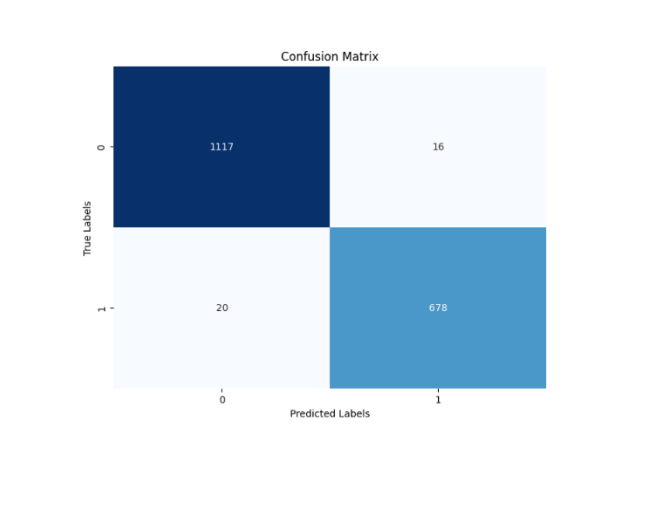 Confusion Matrix
True Labels
0
1117
16
1
20
678
0
1
Predicted Labels